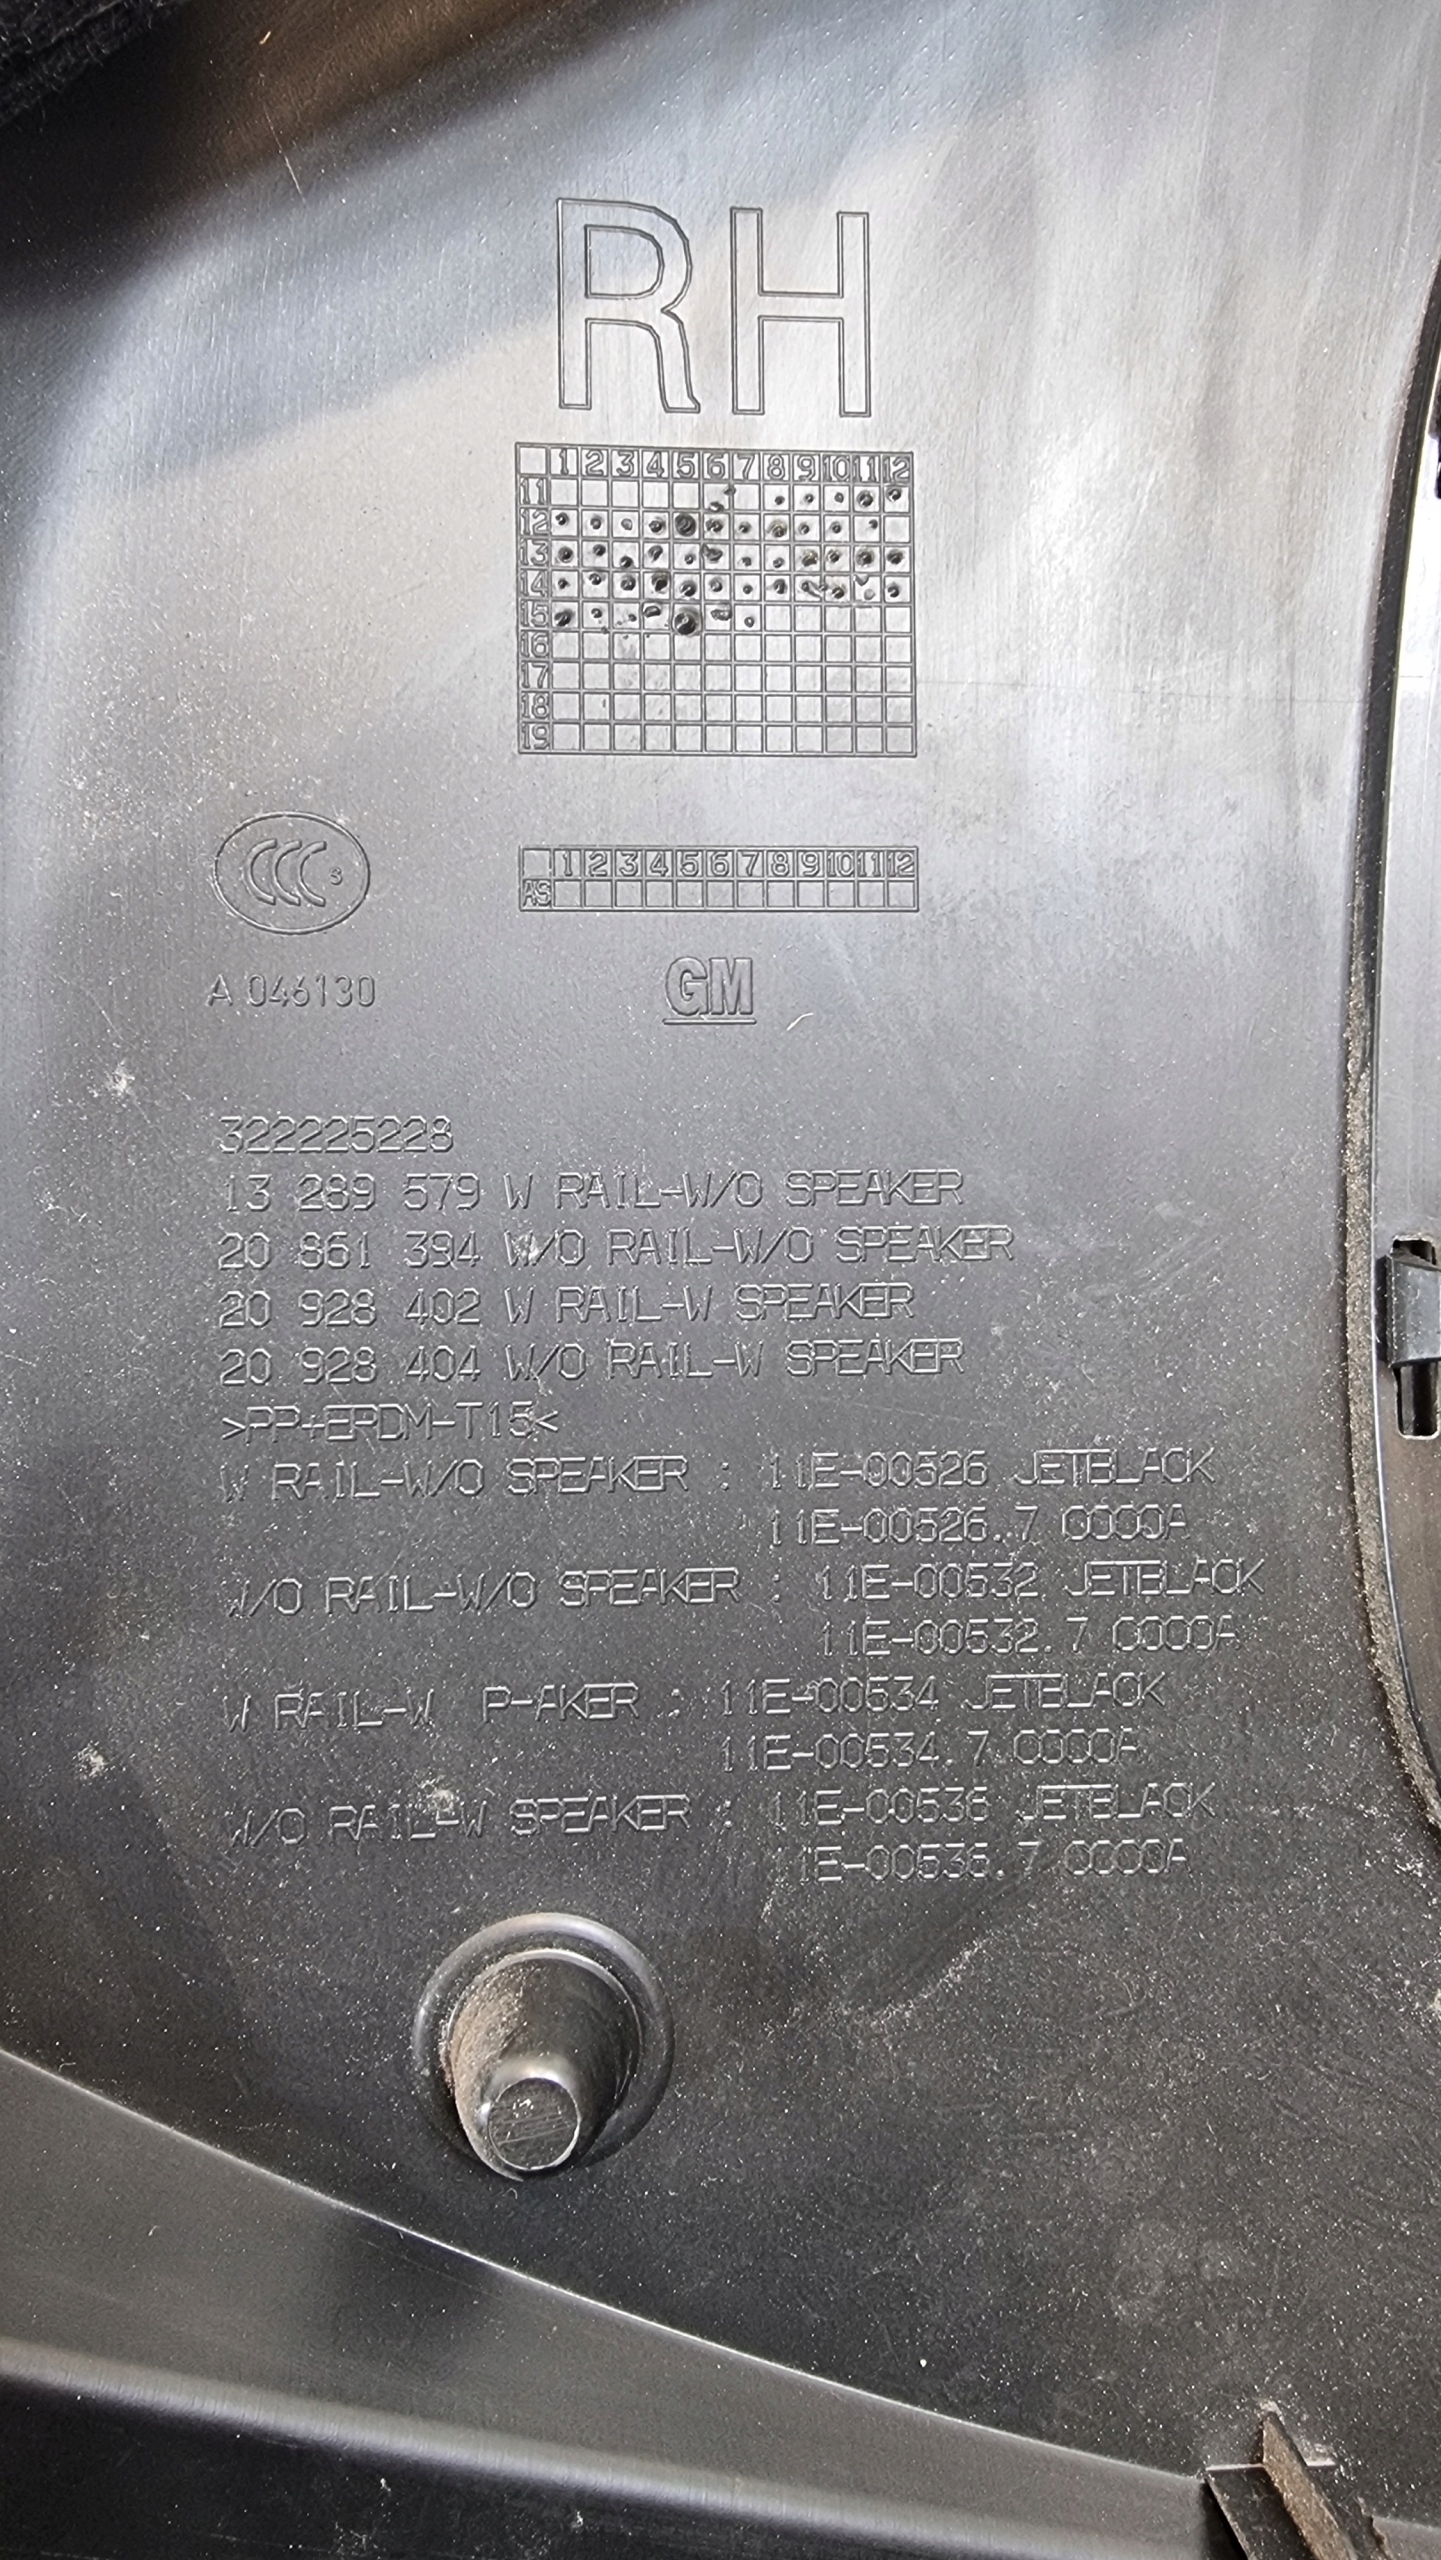 RH
1 2 3 4 5 6 7 8 9 10 11 12
11
12
13
14
15
16
17
18
19
CCC S
1 2 3 4 5 6 7 8 9 10 11 12
AS
A 046130
GM
322225228
13 289 579 W RAIL-W/O SPEAKER
20 861 394 W/O RAIL-W/O SPEAKER
20 928 402 W RAIL-W SPEAKER
20 928 404 W/O RAIL-W SPEAKER
>PP+EPDM-T15<
W RAIL-W/O SPEAKER : 11E-00526 JETBLACK
11E-00526.7 0000A
W/O RAIL-W/O SPEAKER : 11E-00532 JETBLACK
11E-00532.7 0000A
W RAIL-W P-AKER : 11E-00534 JETBLACK
11E-00534.7 0000A
W/O RAIL-W SPEAKER : 11E-00536 JETBLACK
11E-00536.7 0000A